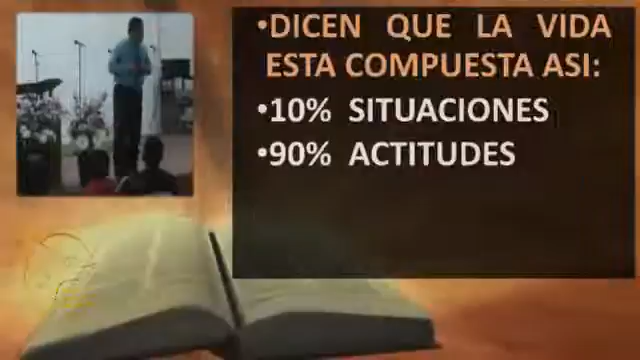 •DICEN QUE LA VIDA
ESTA COMPUESTA ASI:
•10% SITUACIONES
•90% ACTITUDES